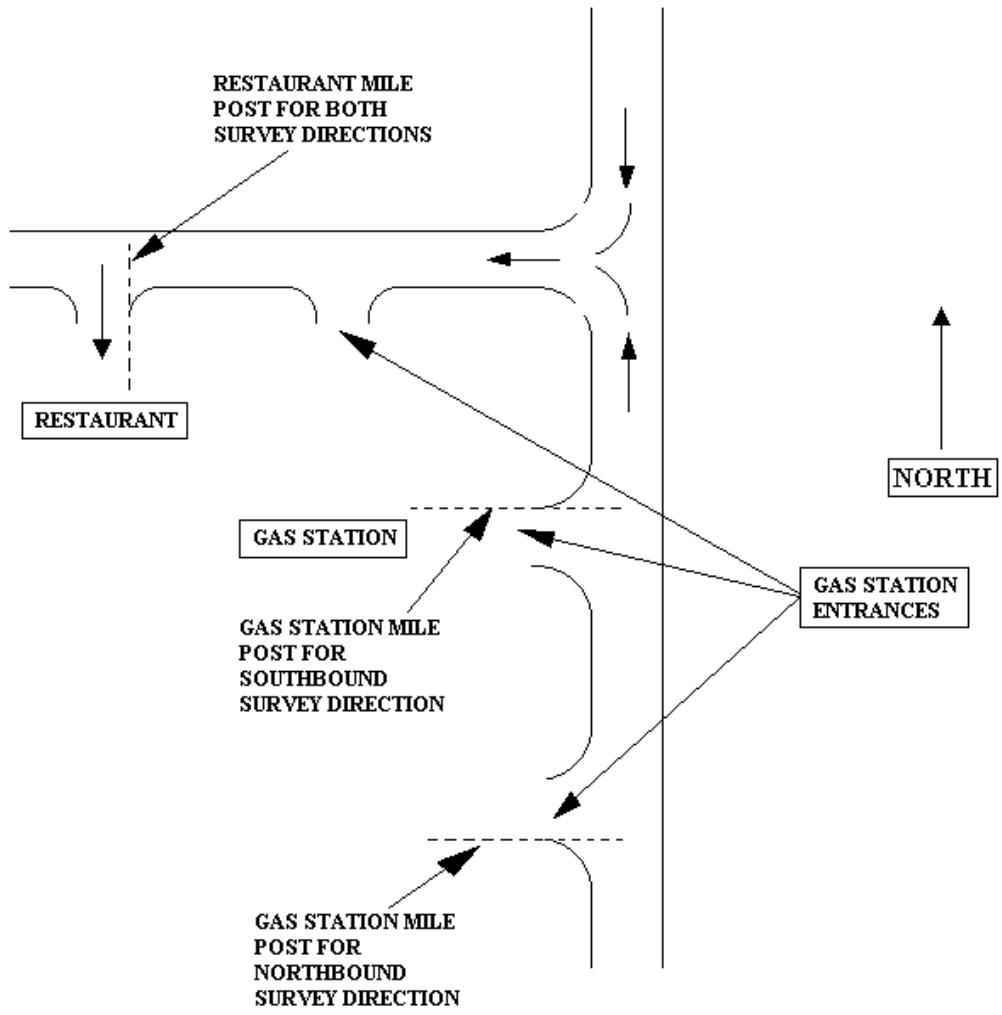 RESTAURANT MILE
POST FOR BOTH
SURVEY DIRECTIONS
RESTAURANT
NORTH
GAS STATION
GAS STATION
ENTRANCES
GAS STATION MILE
POST FOR
SOUTHBOUND
SURVEY DIRECTION
GAS STATION MILE
POST FOR
NORTHBOUND
SURVEY DIRECTION